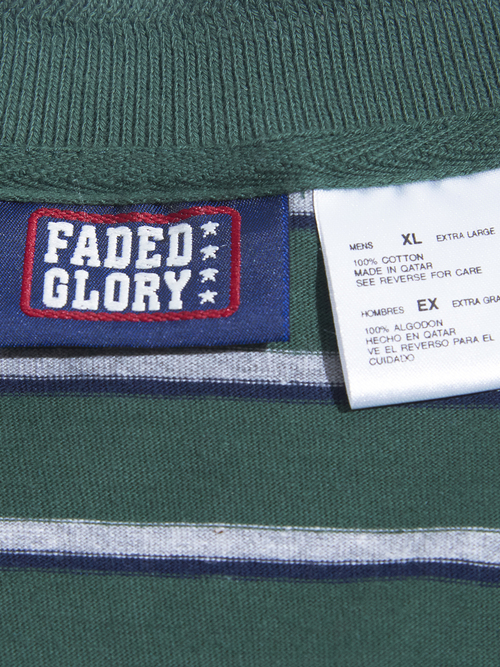 FADED
GLORY
MENS XL EXTRA LARGE
100% COTTON
MADE IN QATAR
SEE REVERSE FOR CARE
HOMBRES EX EXTRA GRA
100% ALGODON
HECHO EN QATAR
VE EL REVERSO PARA EL
CUIDADO